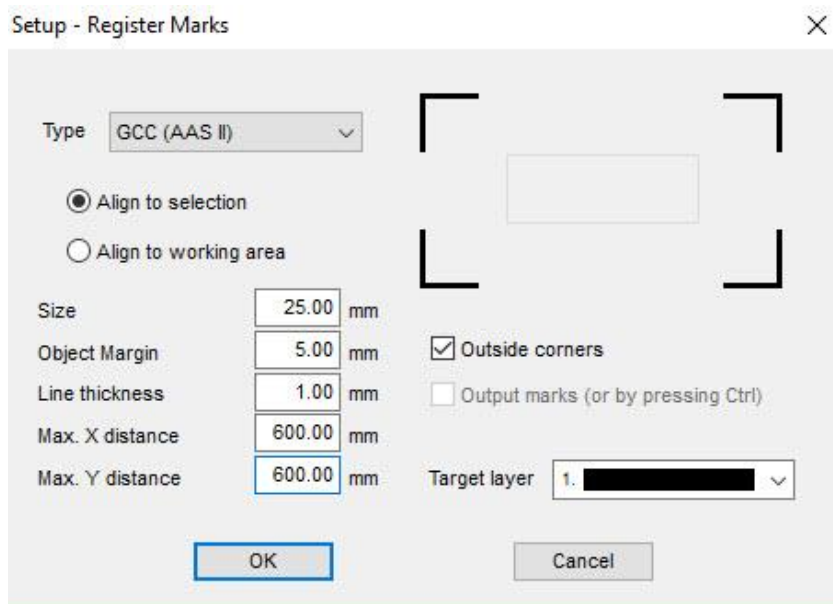 Setup - Register Marks
Type GCC (AAS II)
Align to selection
Align to working area
Size 25.00 mm
Object Margin 5.00 mm
Line thickness 1.00 mm
Max. X distance 600.00 mm
Max. Y distance 600.00 mm
Outside corners
Output marks (or by pressing Ctrl)
Target layer 1.
OK Cancel